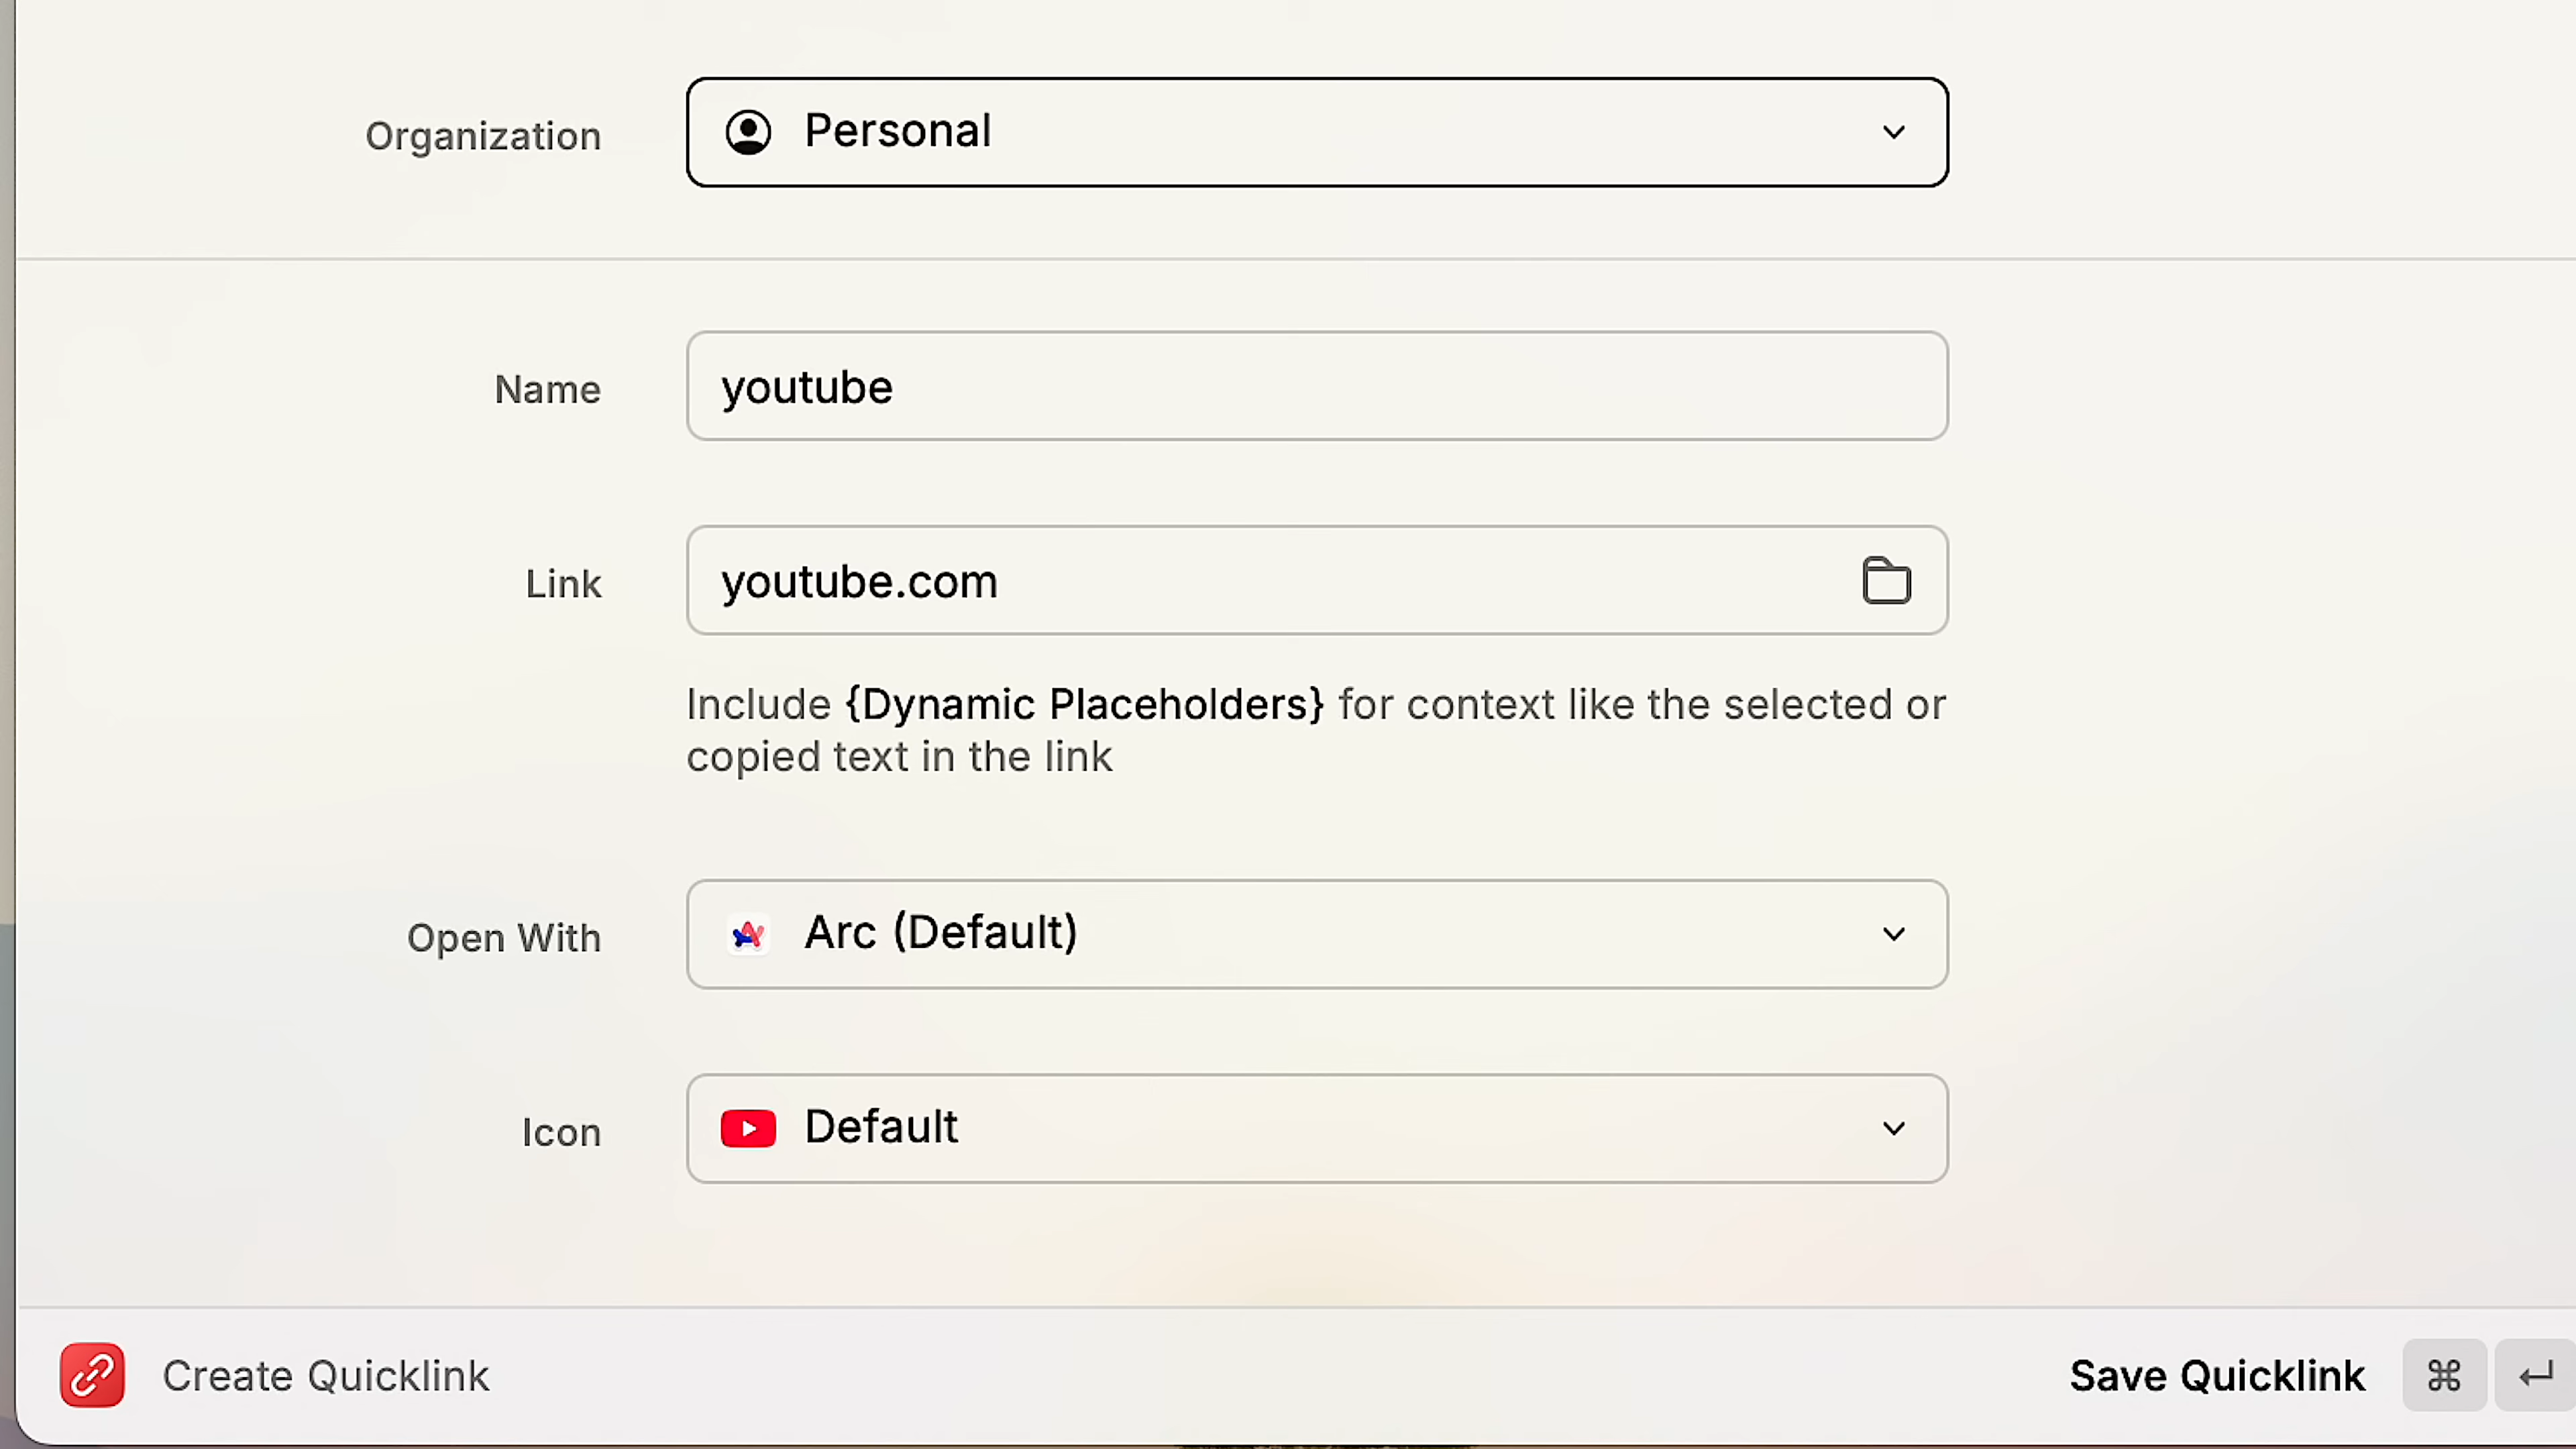 Organization
Personal
Name
youtube
Link
youtube.com
Include {Dynamic Placeholders} for context like the selected or
copied text in the link
Open With
Arc (Default)
Icon
Default
Create Quicklink
Save Quicklink ⌘ ↵